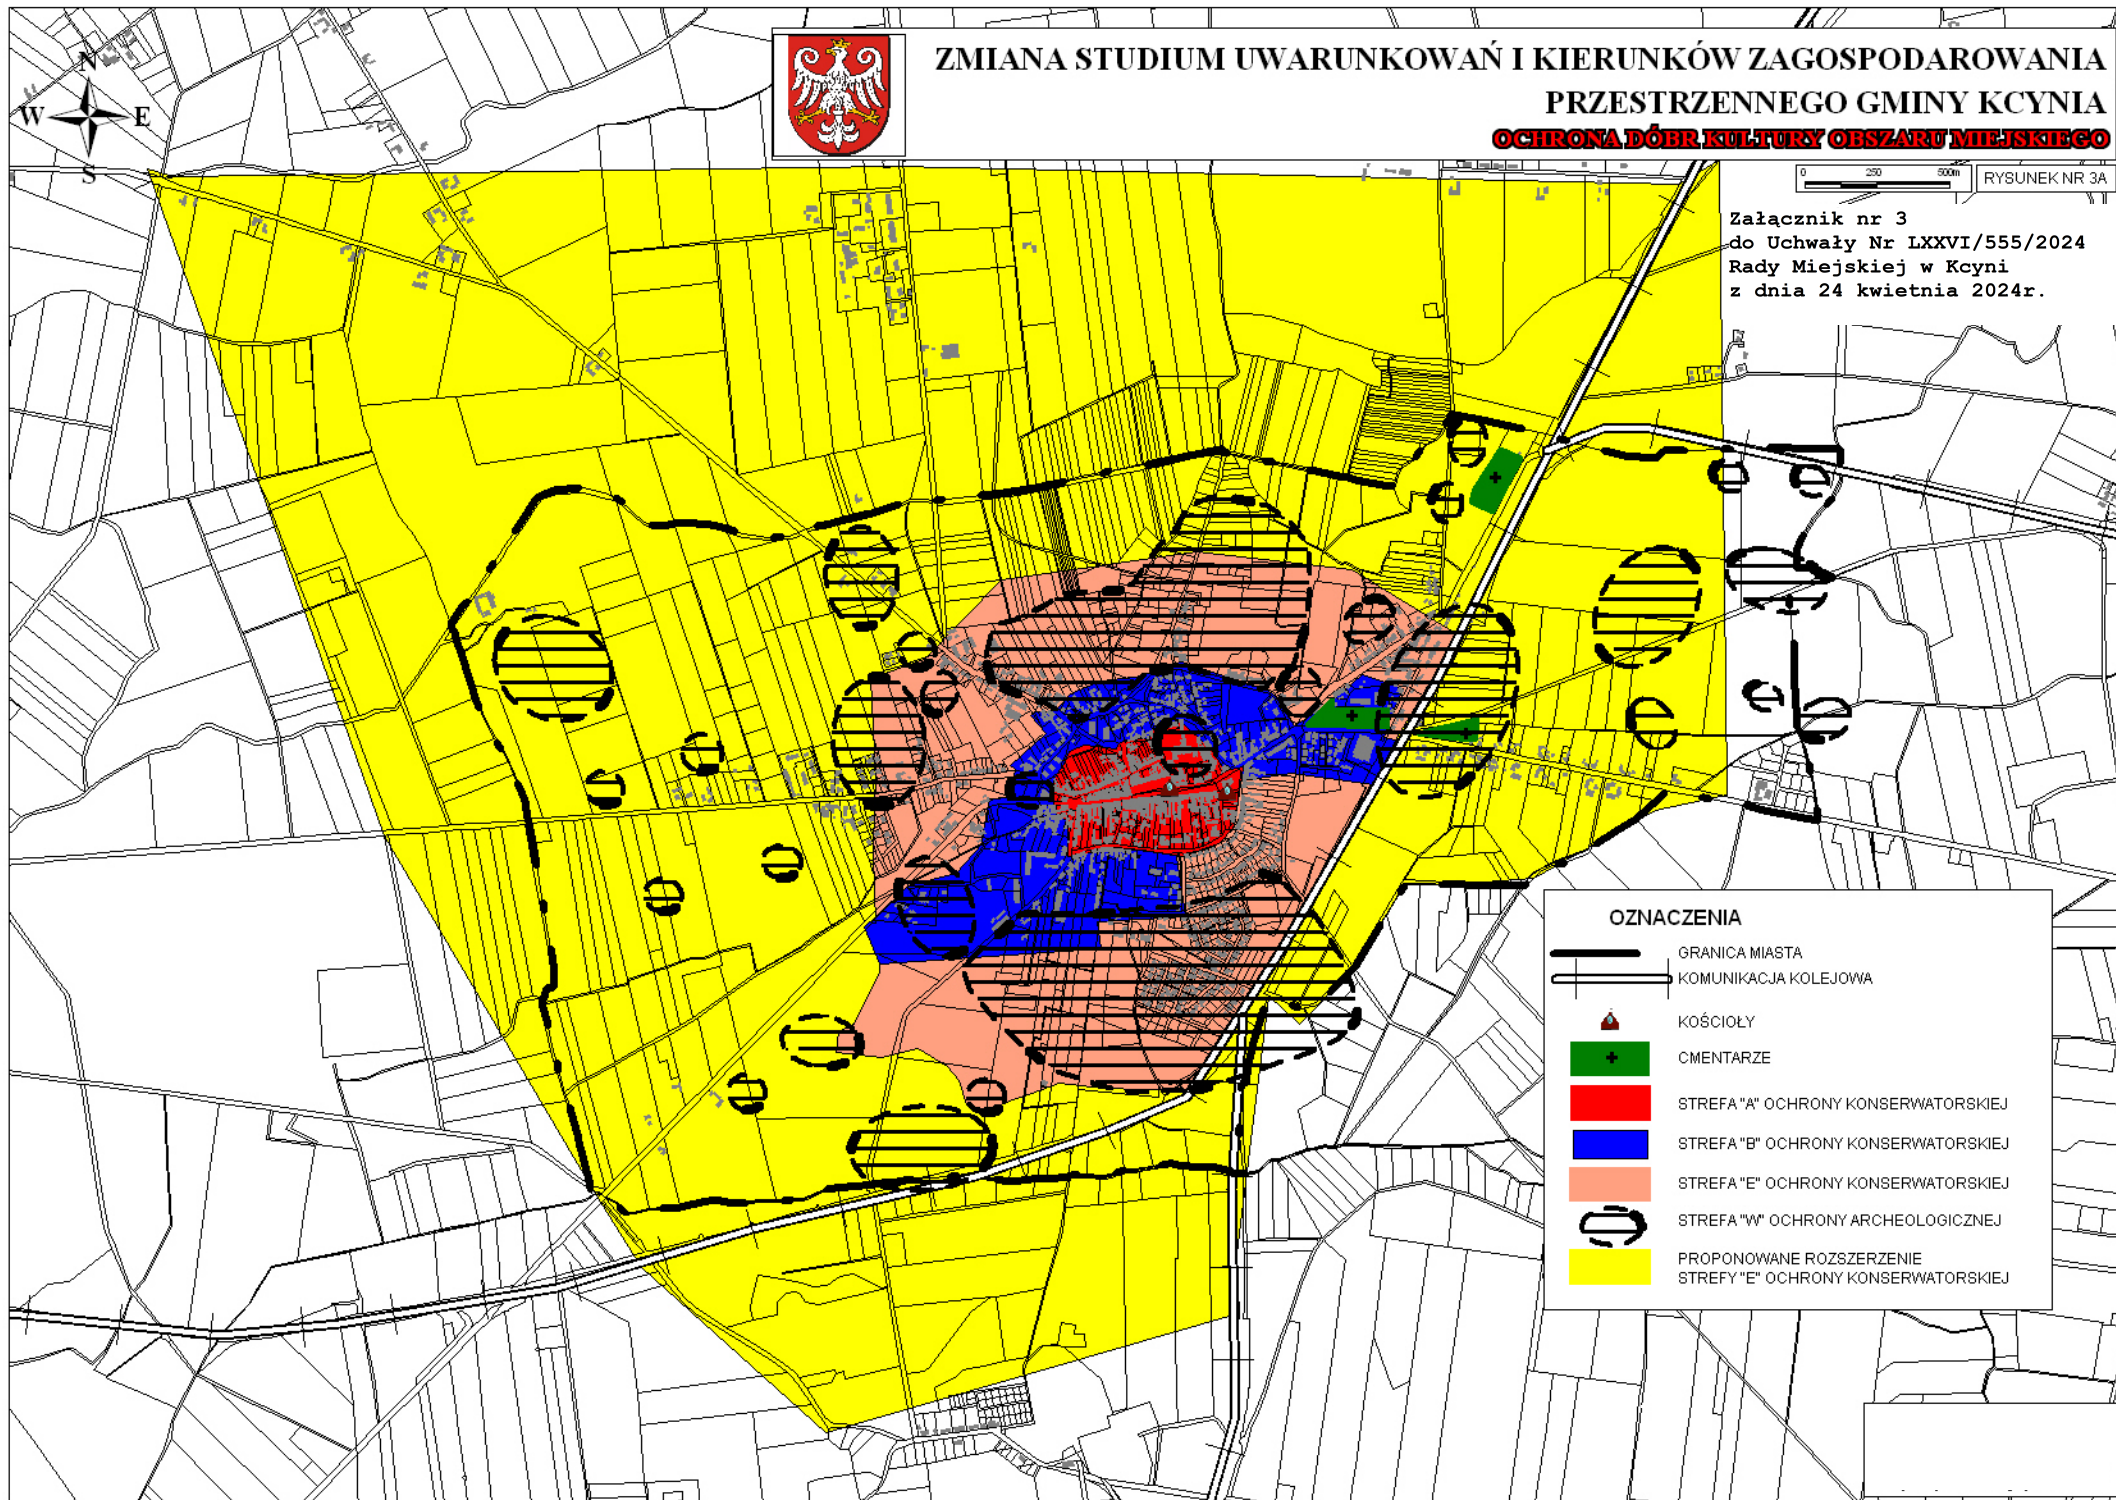 ZMIANA STUDIUM UWARUNKOWAŃ I KIERUNKÓW ZAGOSPODAROWANIA
PRZESTRZENNEGO GMINY KCYNIA
OCHRONA DÓBR KULTURY OBSZARU MIEJSKIEGO
N
W E
S
0 250 500m
RYSUNEK NR 3A
Załącznik nr 3
do Uchwały Nr LXXVI/555/2024
Rady Miejskiej w Kcyni
z dnia 24 kwietnia 2024r.
OZNACZENIA
GRANICA MIASTA
KOMUNIKACJA KOLEJOWA
KOŚCIOŁY
CMENTARZE
STREFA "A" OCHRONY KONSERWATORSKIEJ
STREFA "B" OCHRONY KONSERWATORSKIEJ
STREFA "E" OCHRONY KONSERWATORSKIEJ
STREFA "W" OCHRONY ARCHEOLOGICZNEJ
PROPONOWANE ROZSZERZENIE
STREFY "E" OCHRONY KONSERWATORSKIEJ